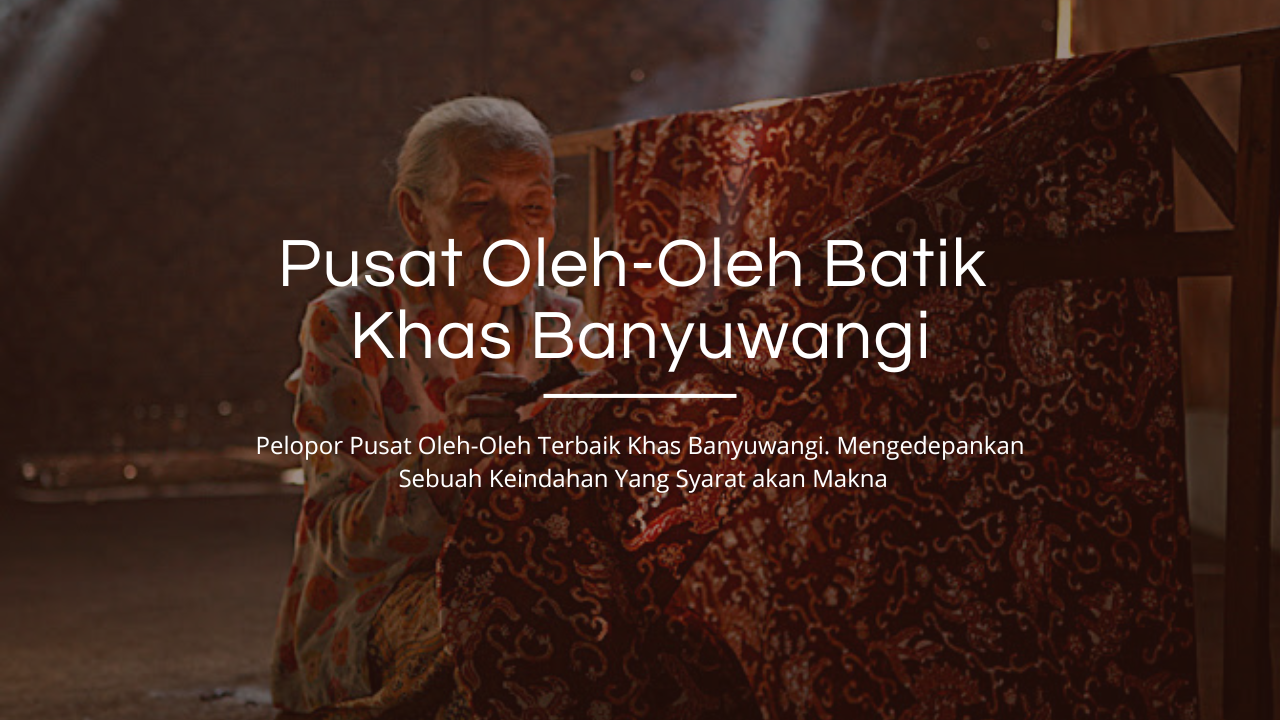 Pusat Oleh-Oleh Batik
Khas Banyuwangi
Pelopor Pusat Oleh-Oleh Terbaik Khas Banyuwangi. Mengedepankan
Sebuah Keindahan Yang Syarat akan Makna